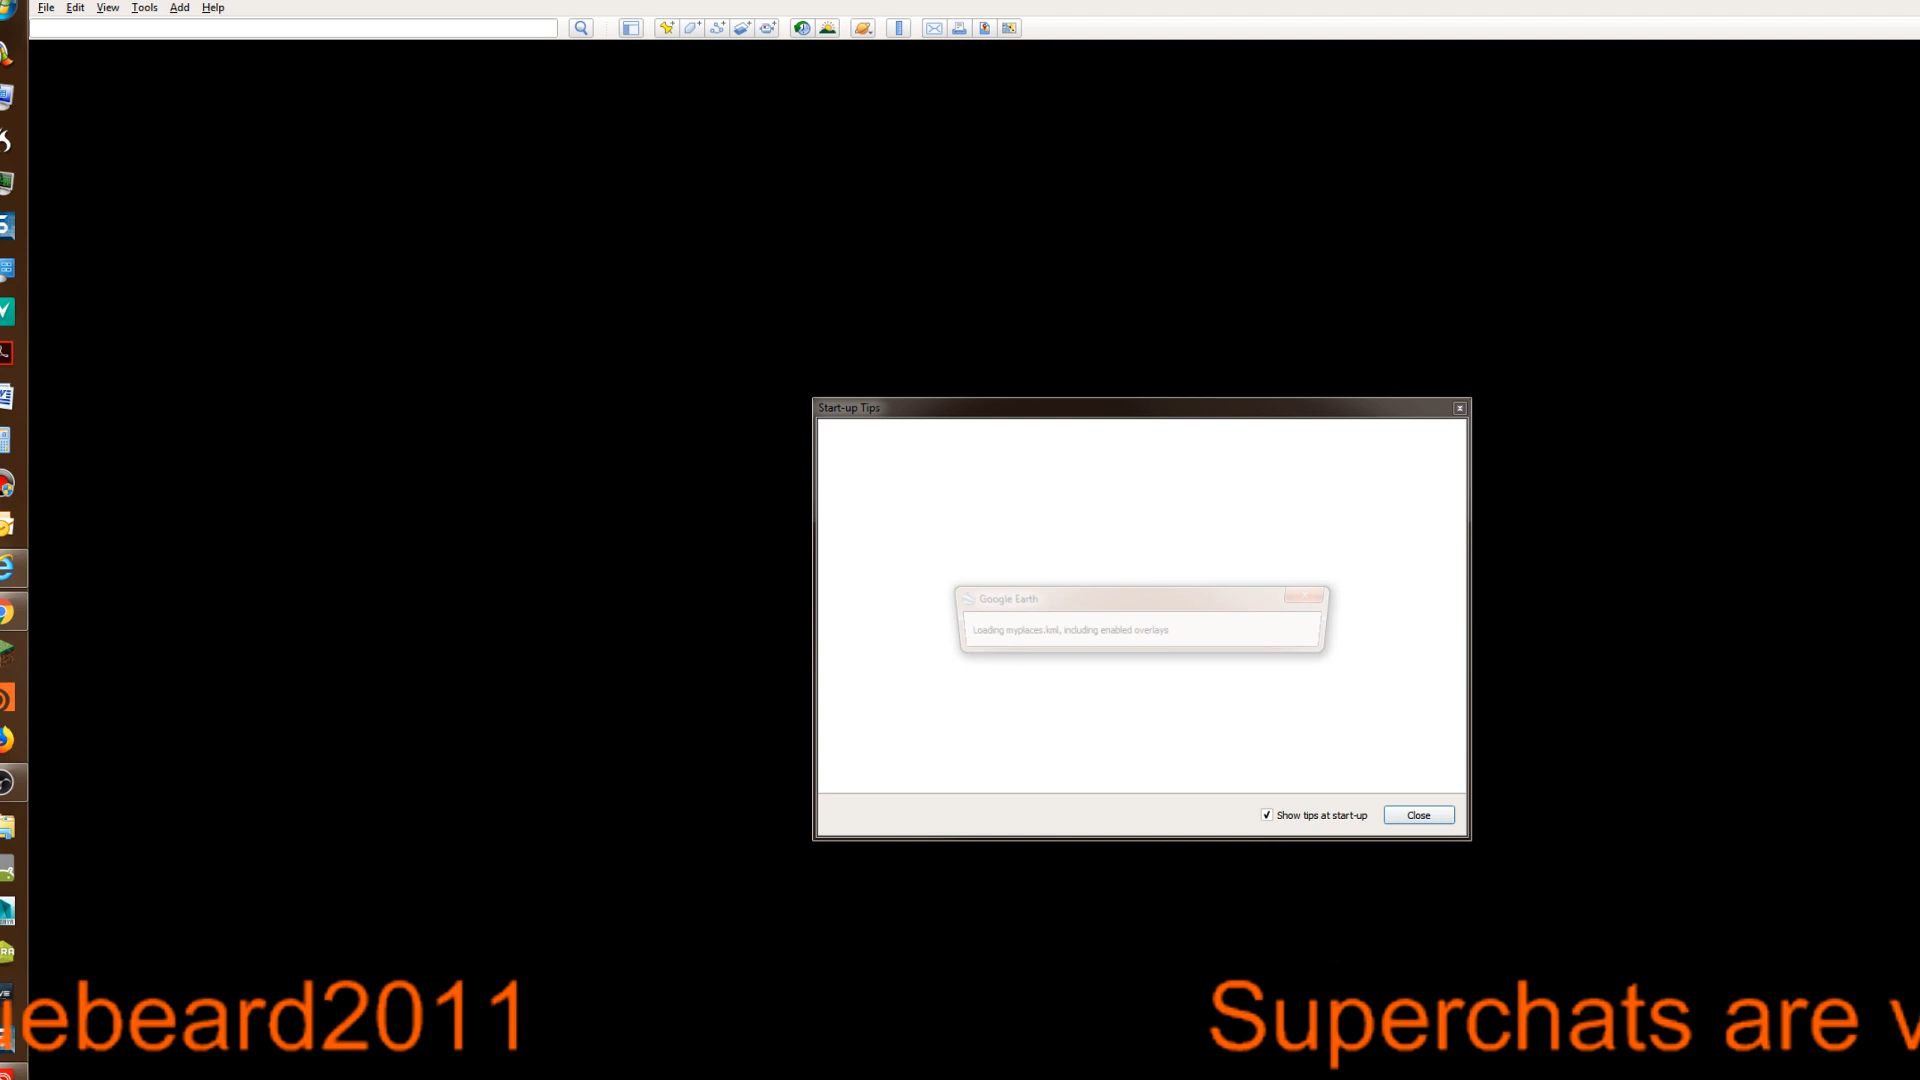 File Edit View Tools Add Help
Start-up Tips
Google Earth
Loading myplaces.kml, including enabled overlays
Show tips at start-up
Close
iebeard2011
Superchats are